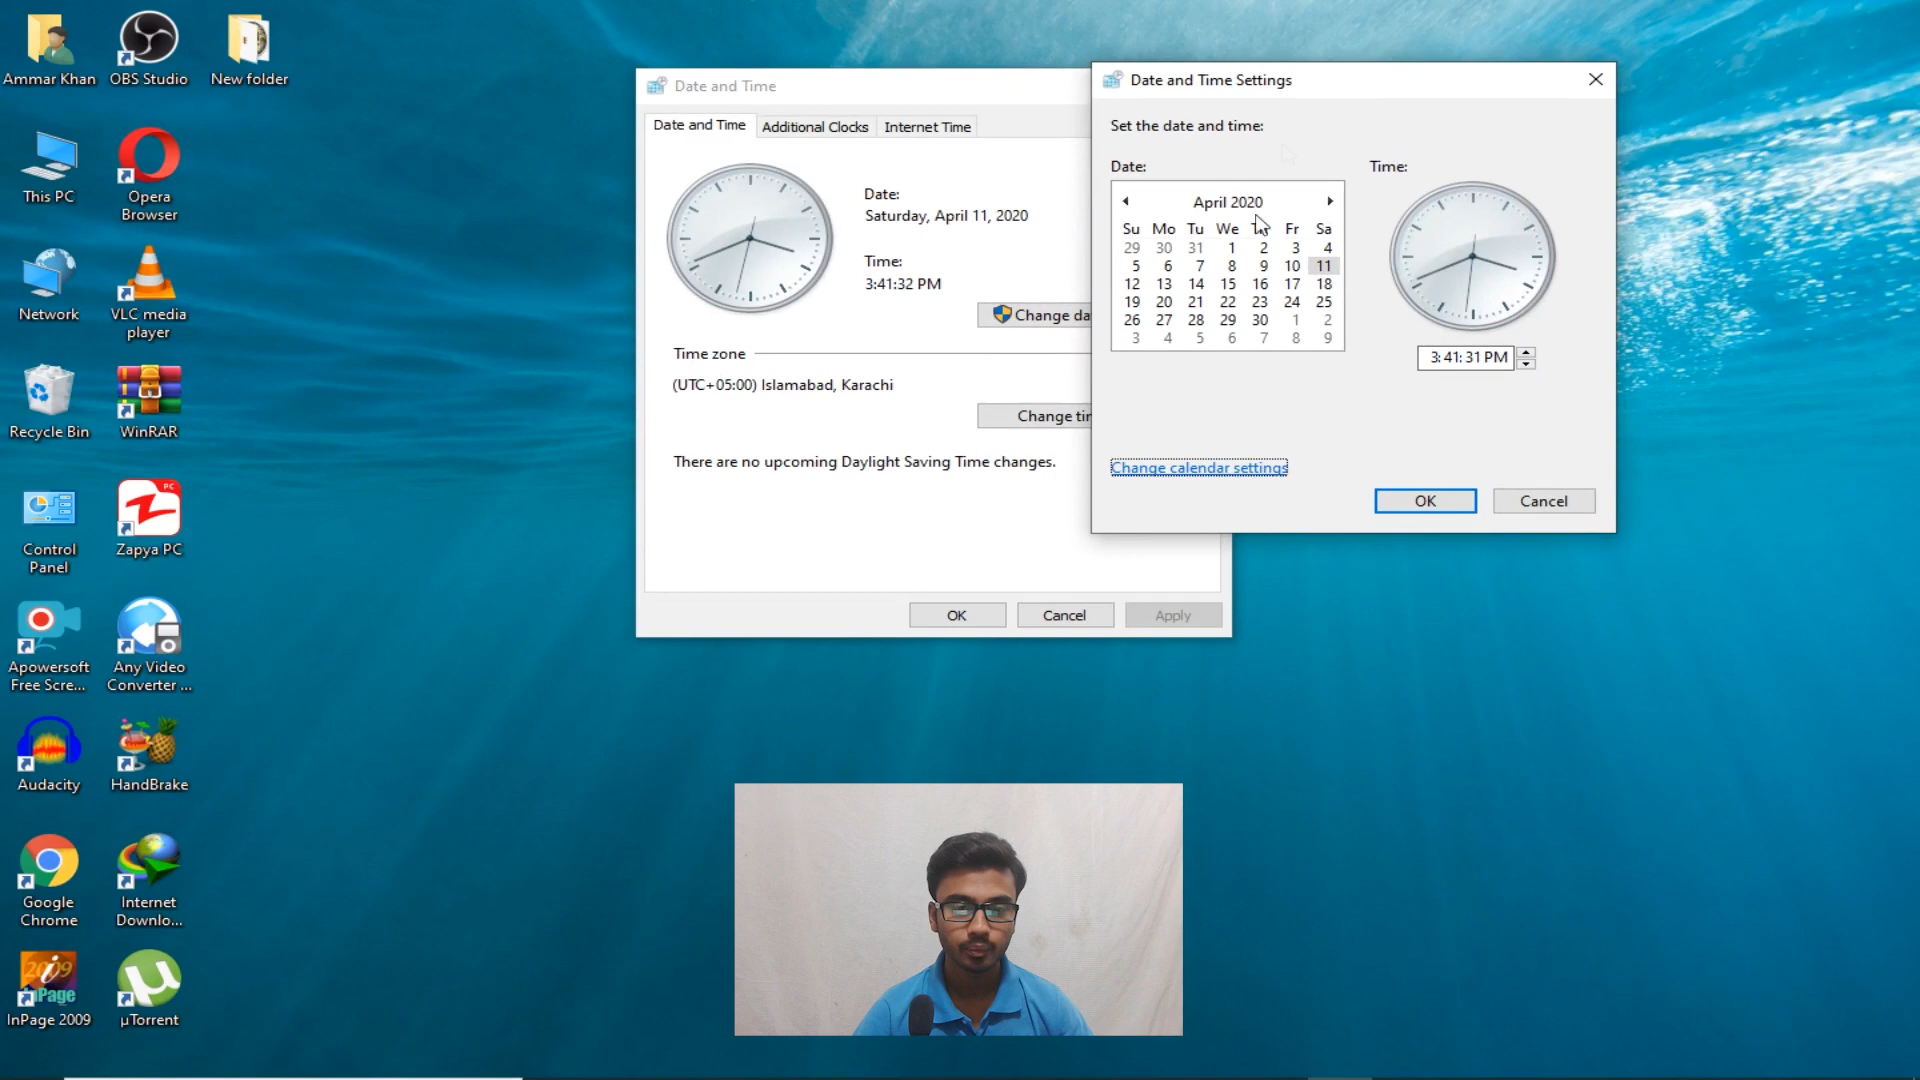 Ammar Khan
OBS Studio
New folder
This PC
Opera
Browser
Network
VLC media
player
Recycle Bin
WinRAR
Control
Panel
PC
Zapya PC
Apowersoft
Free Scre...
Any Video
Converter ...
Audacity
HandBrake
Google
Chrome
Internet
Downlo...
2009
InPage
InPage 2009
µTorrent
Date and Time
Date and Time
Additional Clocks
Internet Time
Date:
Saturday, April 11, 2020
Time:
3:41:32 PM
Change da
Time zone
(UTC+05:00) Islamabad, Karachi
Change tir
There are no upcoming Daylight Saving Time changes.
OK
Cancel
Apply
Date and Time Settings
Set the date and time:
Date:
Time:
April 2020
Su Mo Tu We Fr Sa
29 30 31 1 2 3 4
5 6 7 8 9 10 11
12 13 14 15 16 17 18
19 20 21 22 23 24 25
26 27 28 29 30 1 2
3 4 5 6 7 8 9
3: 41: 31 PM
Change calendar settings
OK
Cancel